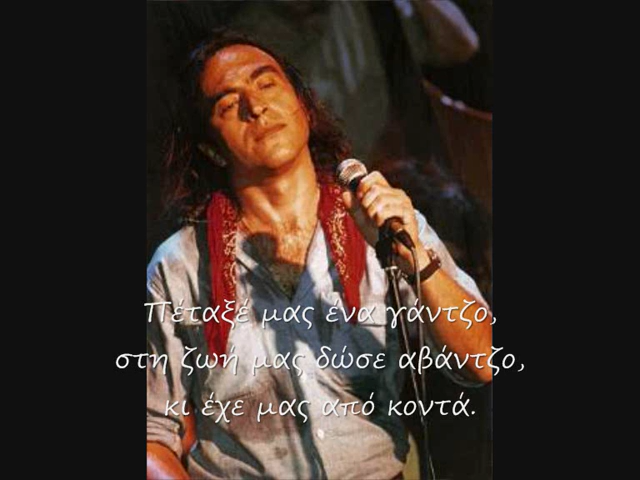 Πέταξέ μας ένα γάντζο,
στη ζωή μας δώσε αβάντζο,
κι έχε μας από κοντά.